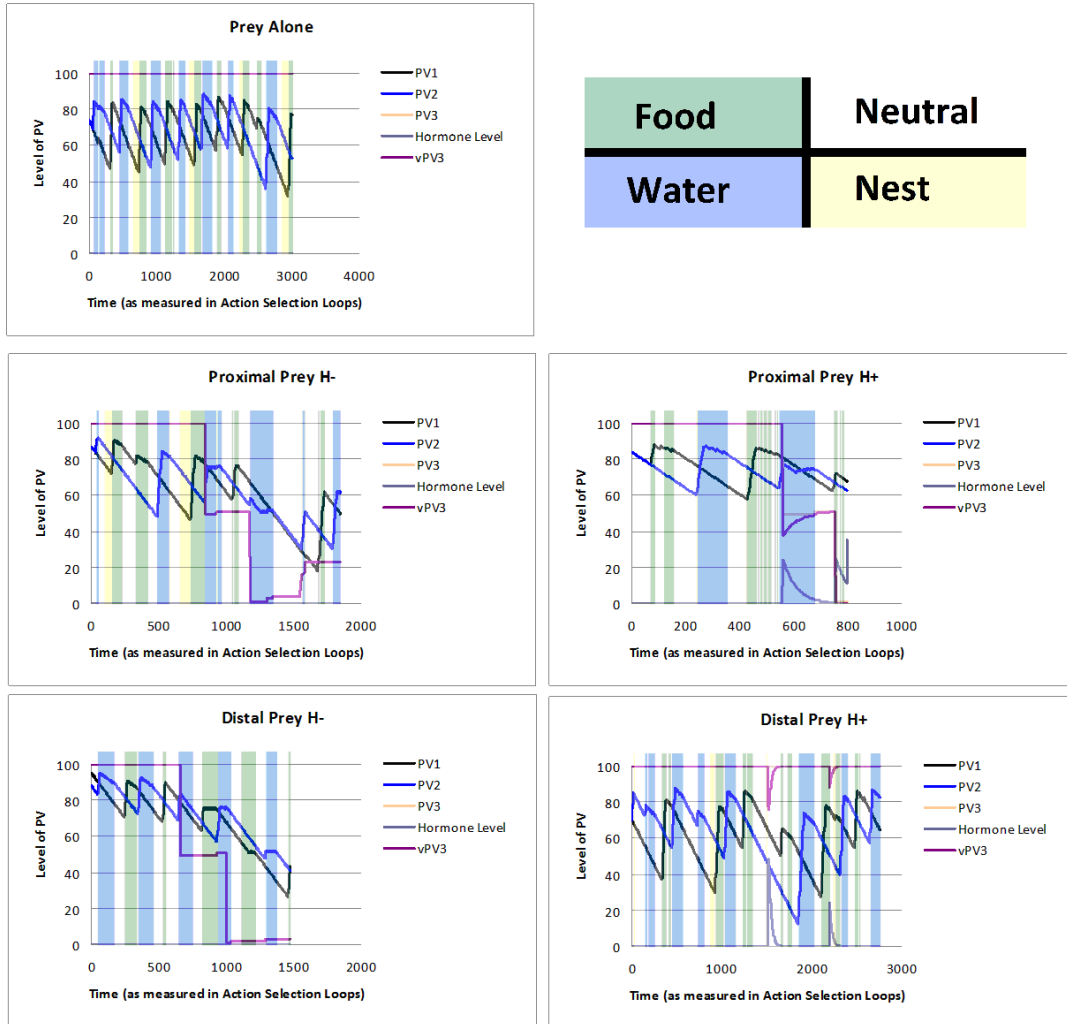 Prey Alone
Level of PV
100
80
60
40
20
0
0 1000 2000 3000 4000
Time (as measured in Action Selection Loops)
PV1
PV2
PV3
Hormone Level
vPV3
Food Neutral
Water Nest
Proximal Prey H-
Level of PV
100
80
60
40
20
0
0 500 1000 1500 2000
Time (as measured in Action Selection Loops)
PV1
PV2
PV3
Hormone Level
vPV3
Proximal Prey H+
Level of PV
100
80
60
40
20
0
0 200 400 600 800 1000
Time (as measured in Action Selection Loops)
PV1
PV2
PV3
Hormone Level
vPV3
Distal Prey H-
Level of PV
100
80
60
40
20
0
0 500 1000 1500 2000
Time (as measured in Action Selection Loops)
PV1
PV2
PV3
Hormone Level
vPV3
Distal Prey H+
Level of PV
100
80
60
40
20
0
0 1000 2000 3000
Time (as measured in Action Selection Loops)
PV1
PV2
PV3
Hormone Level
vPV3